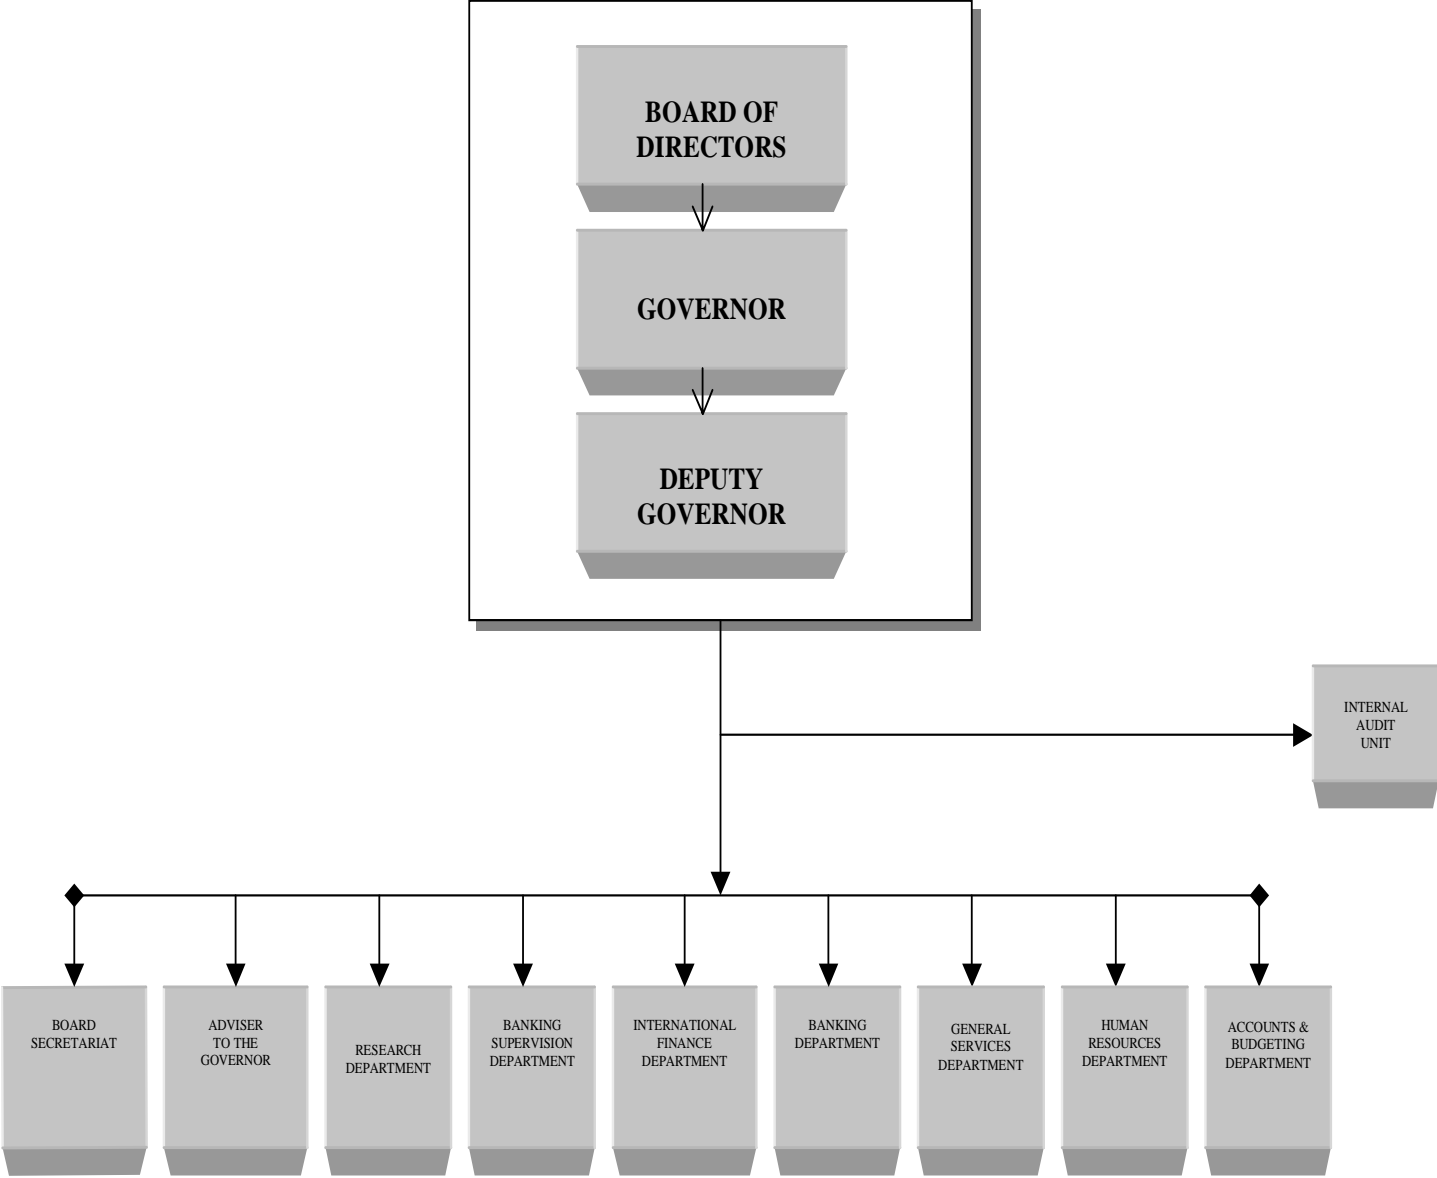 BOARD OF
DIRECTORS
GOVERNOR
DEPUTY
GOVERNOR
INTERNAL
AUDIT
UNIT
BOARD
SECRETARIAT
ADVISER
TO THE
GOVERNOR
RESEARCH
DEPARTMENT
BANKING
SUPERVISION
DEPARTMENT
INTERNATIONAL
FINANCE
DEPARTMENT
BANKING
DEPARTMENT
GENERAL
SERVICES
DEPARTMENT
HUMAN
RESOURCES
DEPARTMENT
ACCOUNTS &
BUDGETING
DEPARTMENT